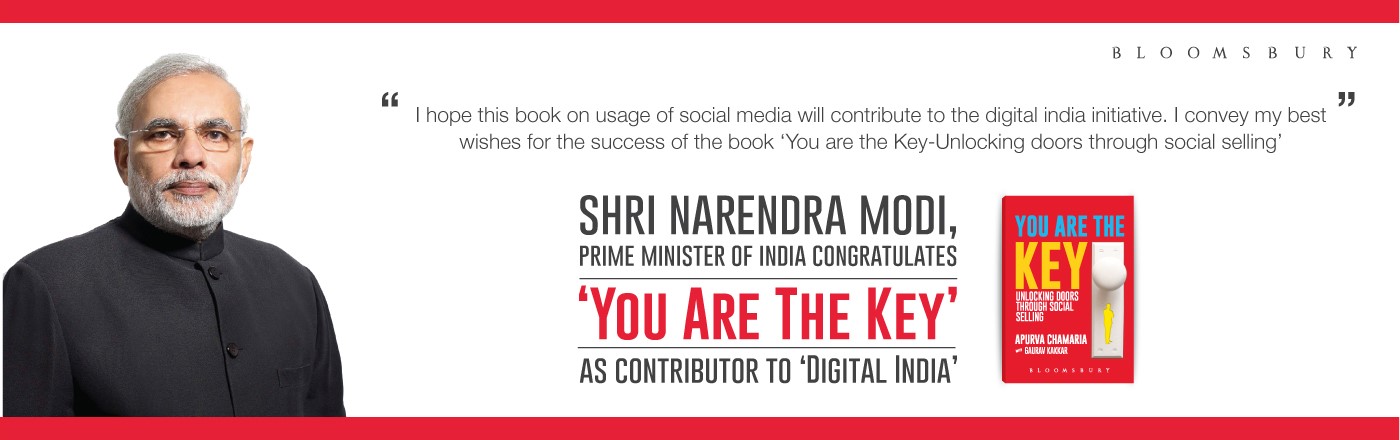 BLOOMSBURY
“ I hope this book on usage of social media will contribute to the digital india initiative. I convey my best ”
wishes for the success of the book ‘You are the Key-Unlocking doors through social selling’
SHRI NARENDRA MODI,
PRIME MINISTER OF INDIA CONGRATULATES
‘YOU ARE THE KEY’
AS CONTRIBUTOR TO ‘DIGITAL INDIA’
YOU ARE THE
KEY
UNLOCKING DOORS
THROUGH SOCIAL
SELLING
APURVA CHAMARIA
WITH GAURAV KAKKAR
BLOOMSBURY